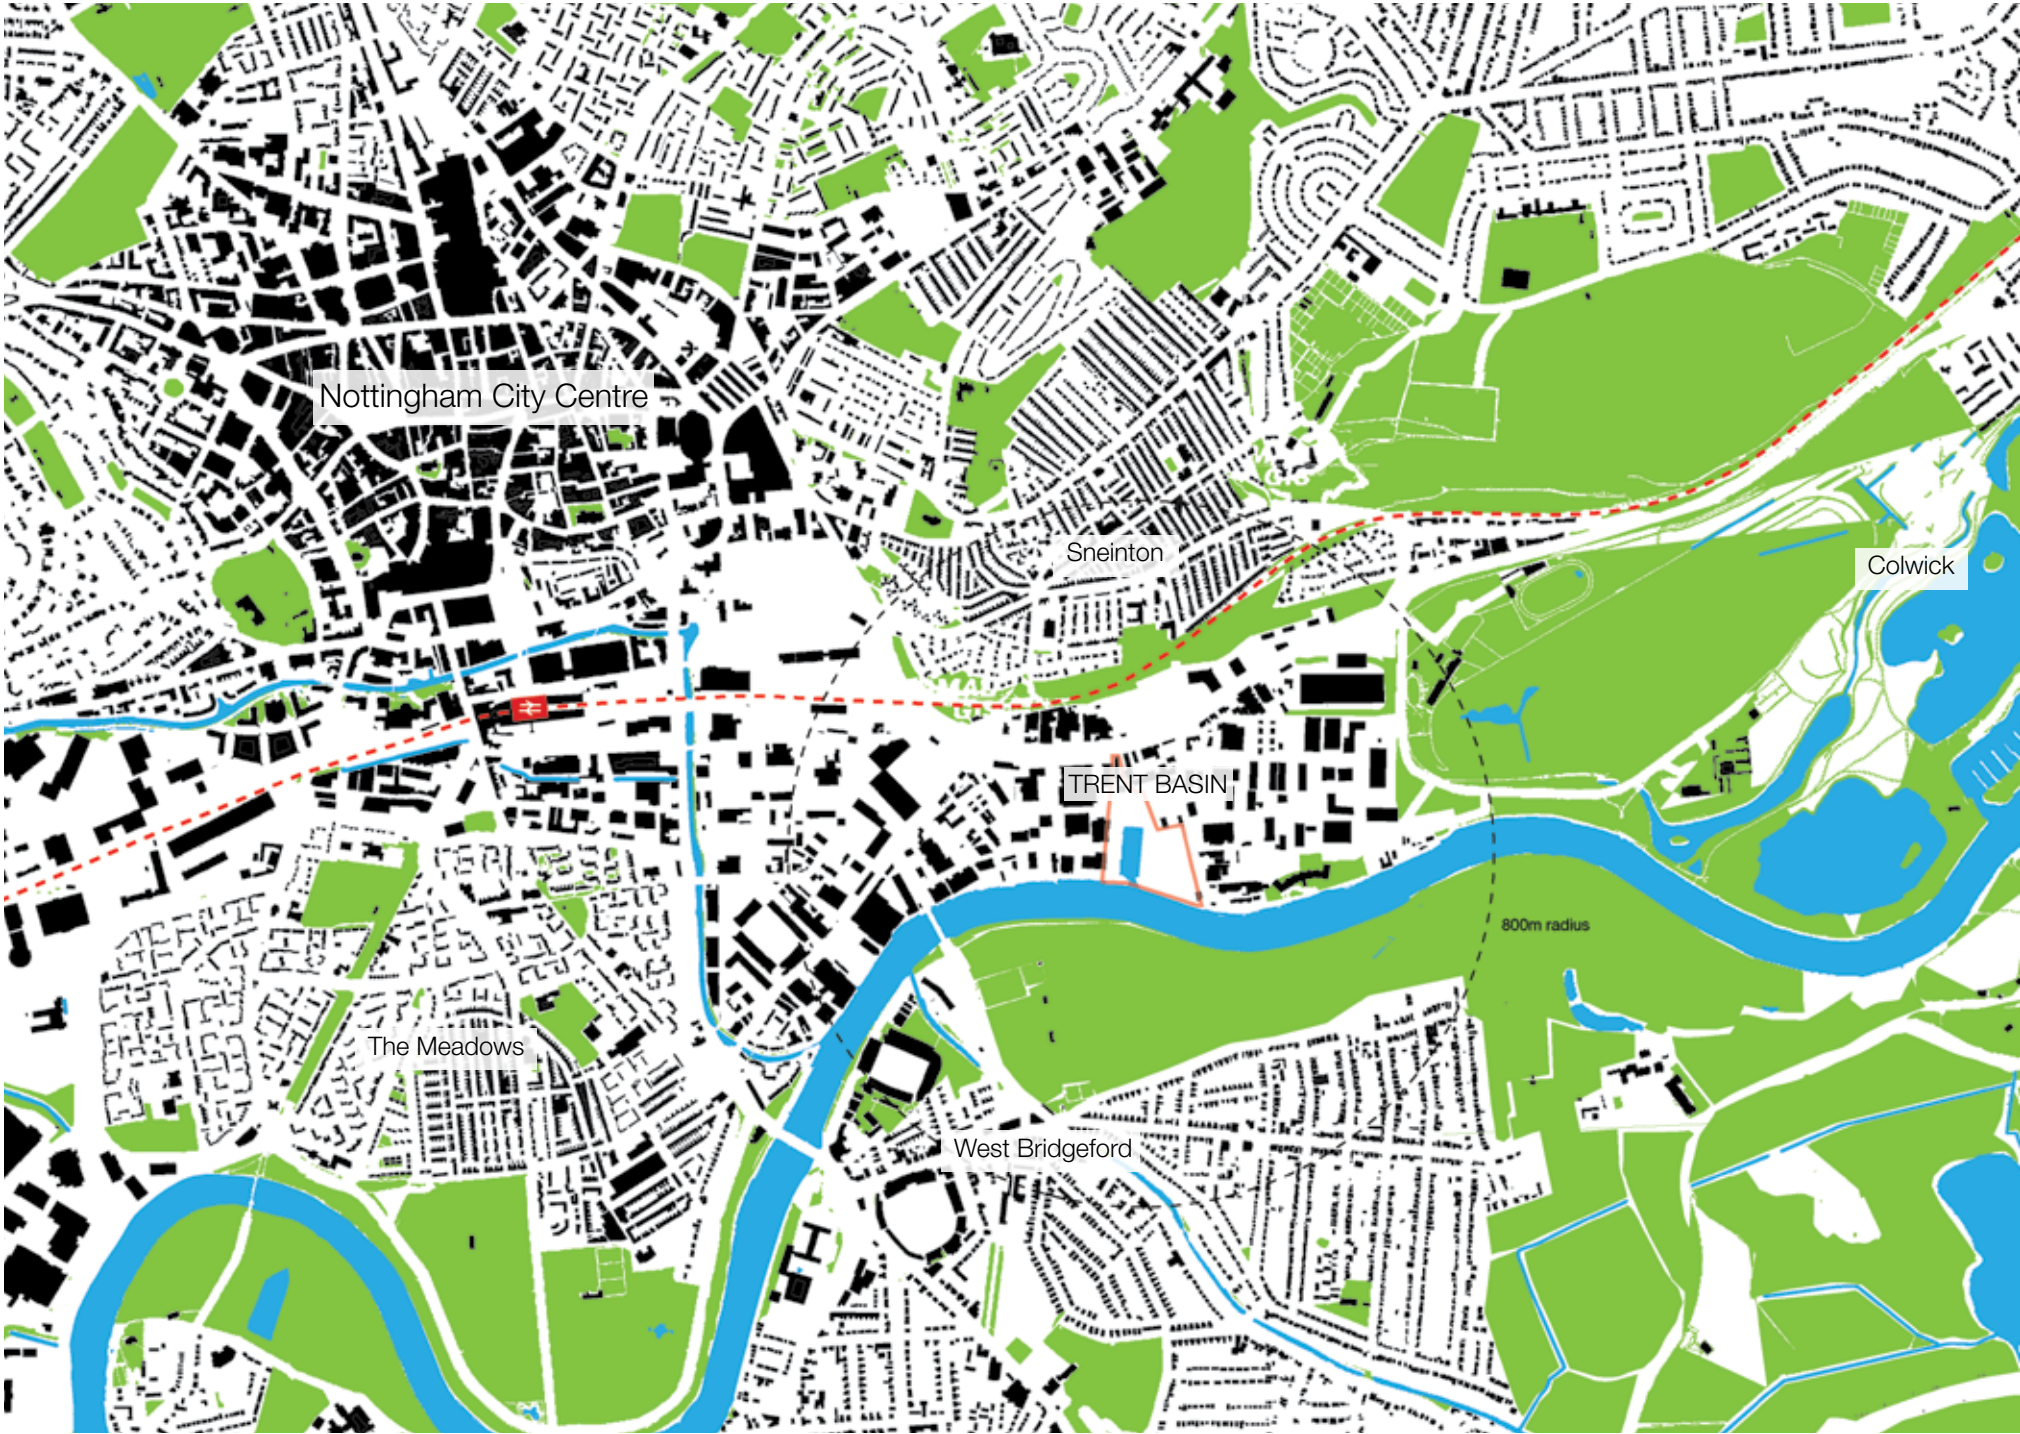 Nottingham City Centre
Sneinton
Colwick
TRENT BASIN
800m radius
The Meadows
West Bridgeford